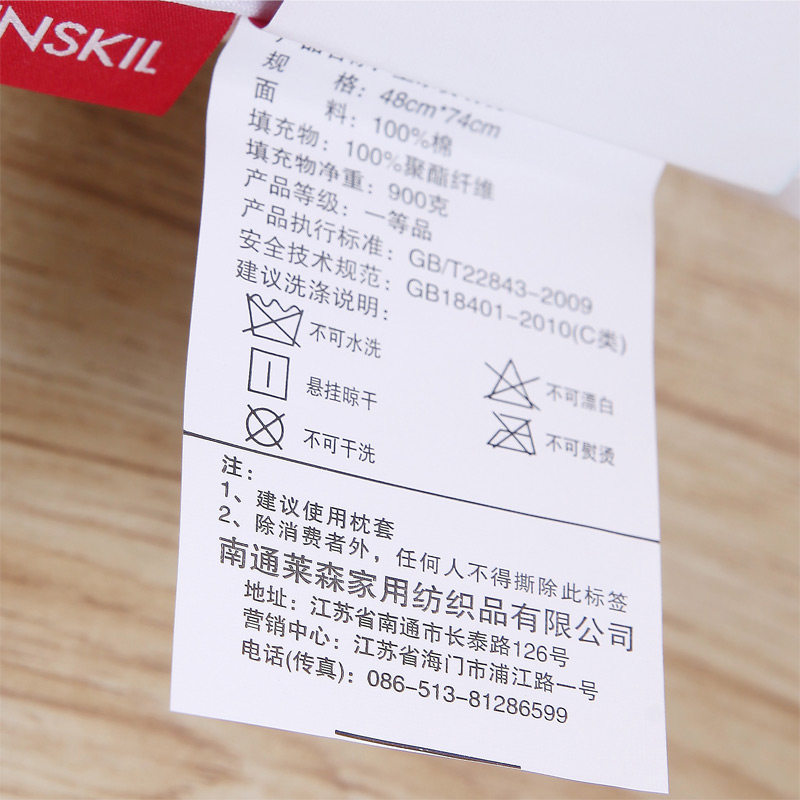 NSKIL
产品名称:
规 格: 48cm*74cm
面 料: 100%棉
填充物: 100%聚酯纤维
填充物净重: 900克
产品等级: 一等品
产品执行标准: GB/T22843-2009
安全技术规范: GB18401-2010(C类)
建议洗涤说明:
不可水洗
悬挂晾干 不可漂白
不可干洗 不可熨烫
注:
1、建议使用枕套
2、除消费者外，任何人不得撕除此标签
南通莱森家用纺织品有限公司
地址: 江苏省南通市长泰路126号
营销中心: 江苏省海门市浦江路一号
电话(传真): 086-513-81286599